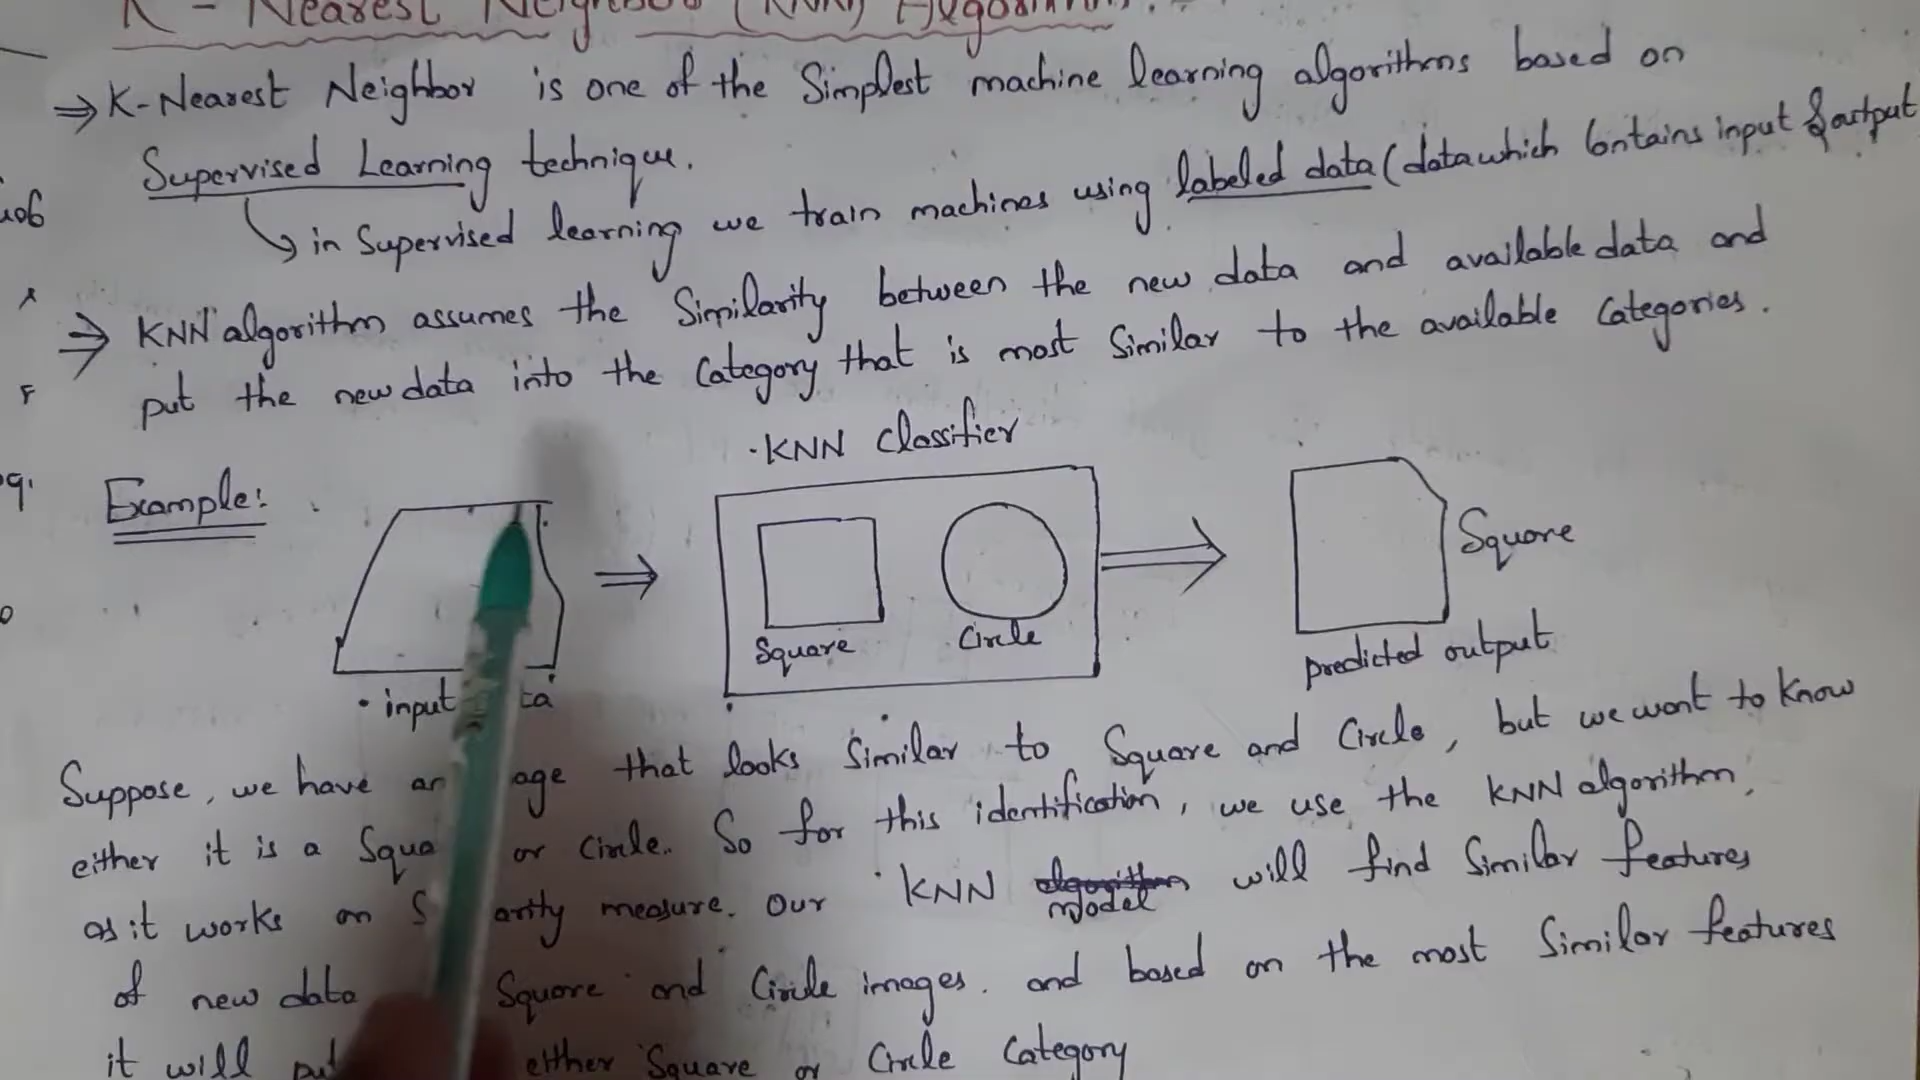 K - Nearest Neighbor (KNN) Algorithm:
⇒ K-Nearest Neighbor is one of the Simplest machine learning algorithms based on
Supervised Learning technique.
in Supervised learning we train machines using labeled data (data which Contains input & output
⇒ KNN algorithm assumes the Similarity between the new data and available data and
put the new data into the Category that is most Similar to the available Categories.
KNN Classifier
Example:
Square
Circle
Square
input
predicted output
Suppose, we have an that looks Similar to Square and Circle, but we want to Know
either it is a or Circle. So for this identification, we use the KNN algorithm,
as it works on measure. Our KNN model will find Similar features
of new data Square and Circle images. and based on the most Similar features
it will put either Square or Circle Category